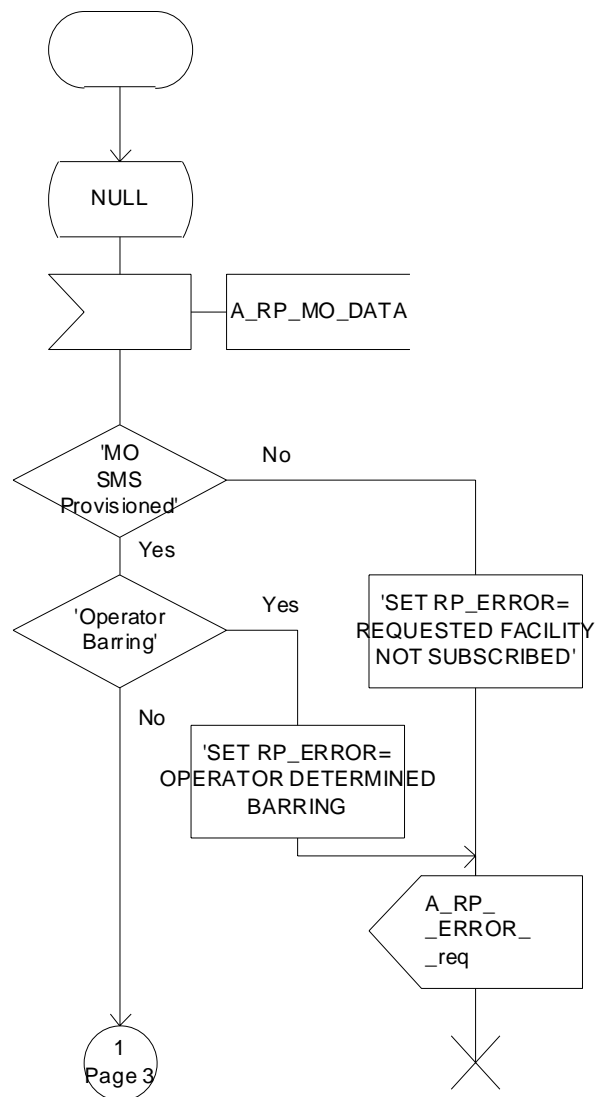 NULL
A_RP_MO_DATA
'MO
SMS
Provisioned'
No
Yes
'Operator
Barring'
Yes
'SET RP_ERROR=
REQUESTED FACILITY
NOT SUBSCRIBED'
No
'SET RP_ERROR=
OPERATOR DETERMINED
BARRING
A_RP_
_ERROR_
_req
1
Page 3